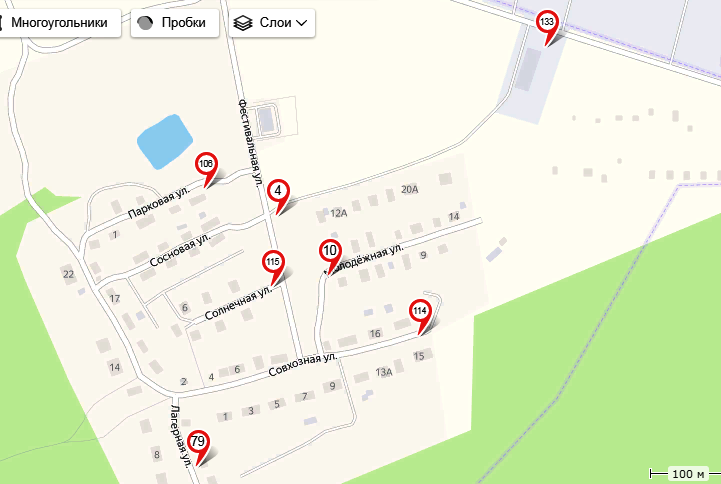 Многоугольники
Пробки
Слои
133
Фестивальная ул.
106
Парковая ул.
4
20А
12А
14
1
Сосновая ул.
10
Молодёжная ул.
9
22
115
17
6
Солнечная ул.
114
16
14
Совхозная ул.
15
6
4
2
13А
9
7
5
3
1
Лагерная ул.
79
8
100 м